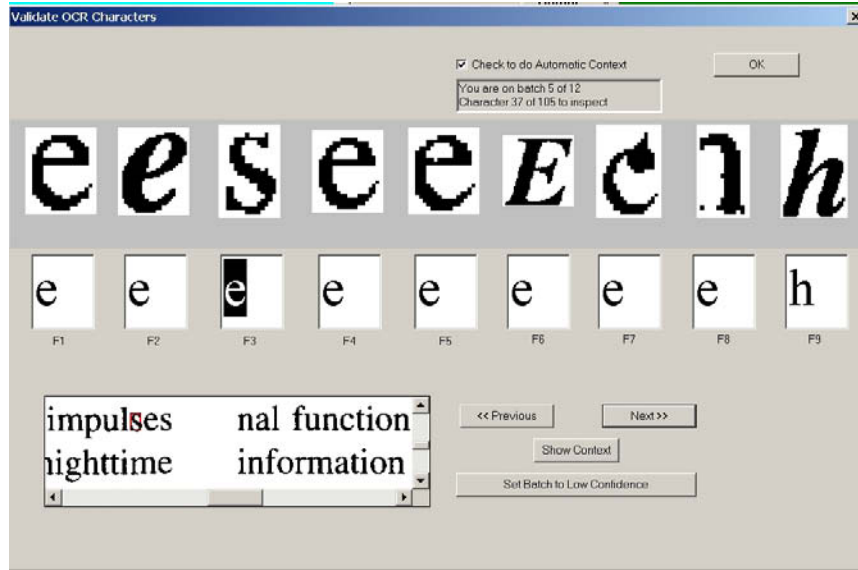 Validate OCR Characters
Check to do Automatic Context
OK
You are on batch 5 of 12
Character 37 of 105 to inspect
e e s e e E c h
e e e e e e e e h
F1 F2 F3 F4 F5 F6 F7 F8 F9
impulses nal function
nighttime information
<< Previous Next >>
Show Context
Set Batch to Low Confidence